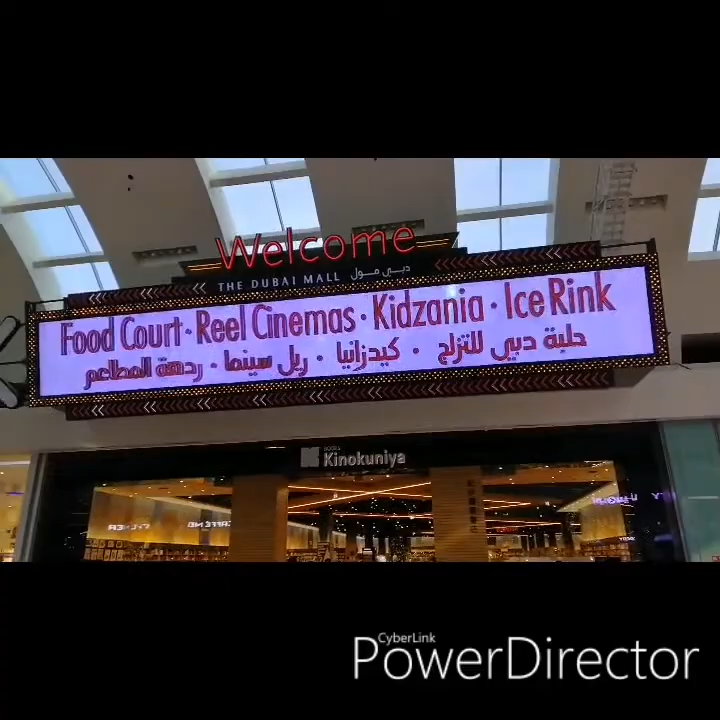 Welcome
THE DUBAI MALL دبي مول
Food Court · Reel Cinemas · Kidzania · Ice Rink
حلبة دبي للتزلج · كيدزانيا · ريل سينما · ردهة المطاعم
BOOKS
Kinokuniya
CyberLink
PowerDirector